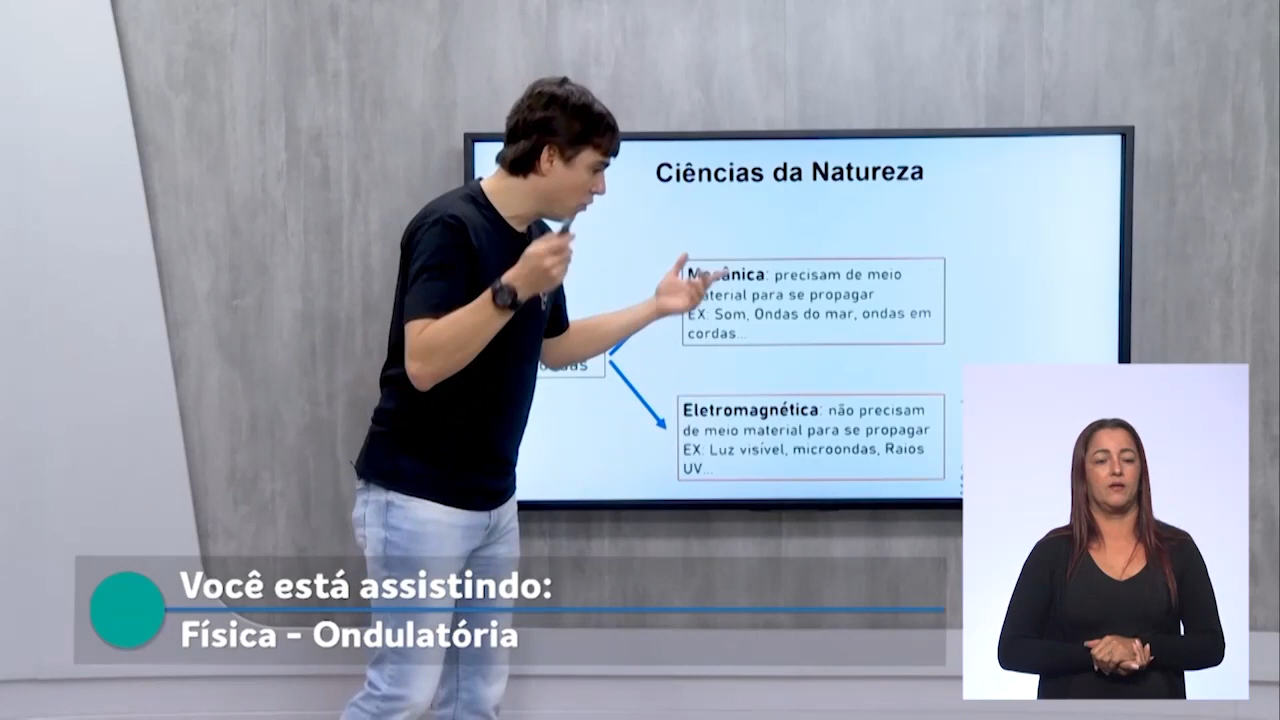 Ciências da Natureza
Mecânica: precisam de meio
material para se propagar
EX: Som, Ondas do mar, ondas em
cordas...
Eletromagnética: não precisam
de meio material para se propagar
EX: Luz visível, microondas, Raios
UV...
Você está assistindo:
Física - Ondulatória